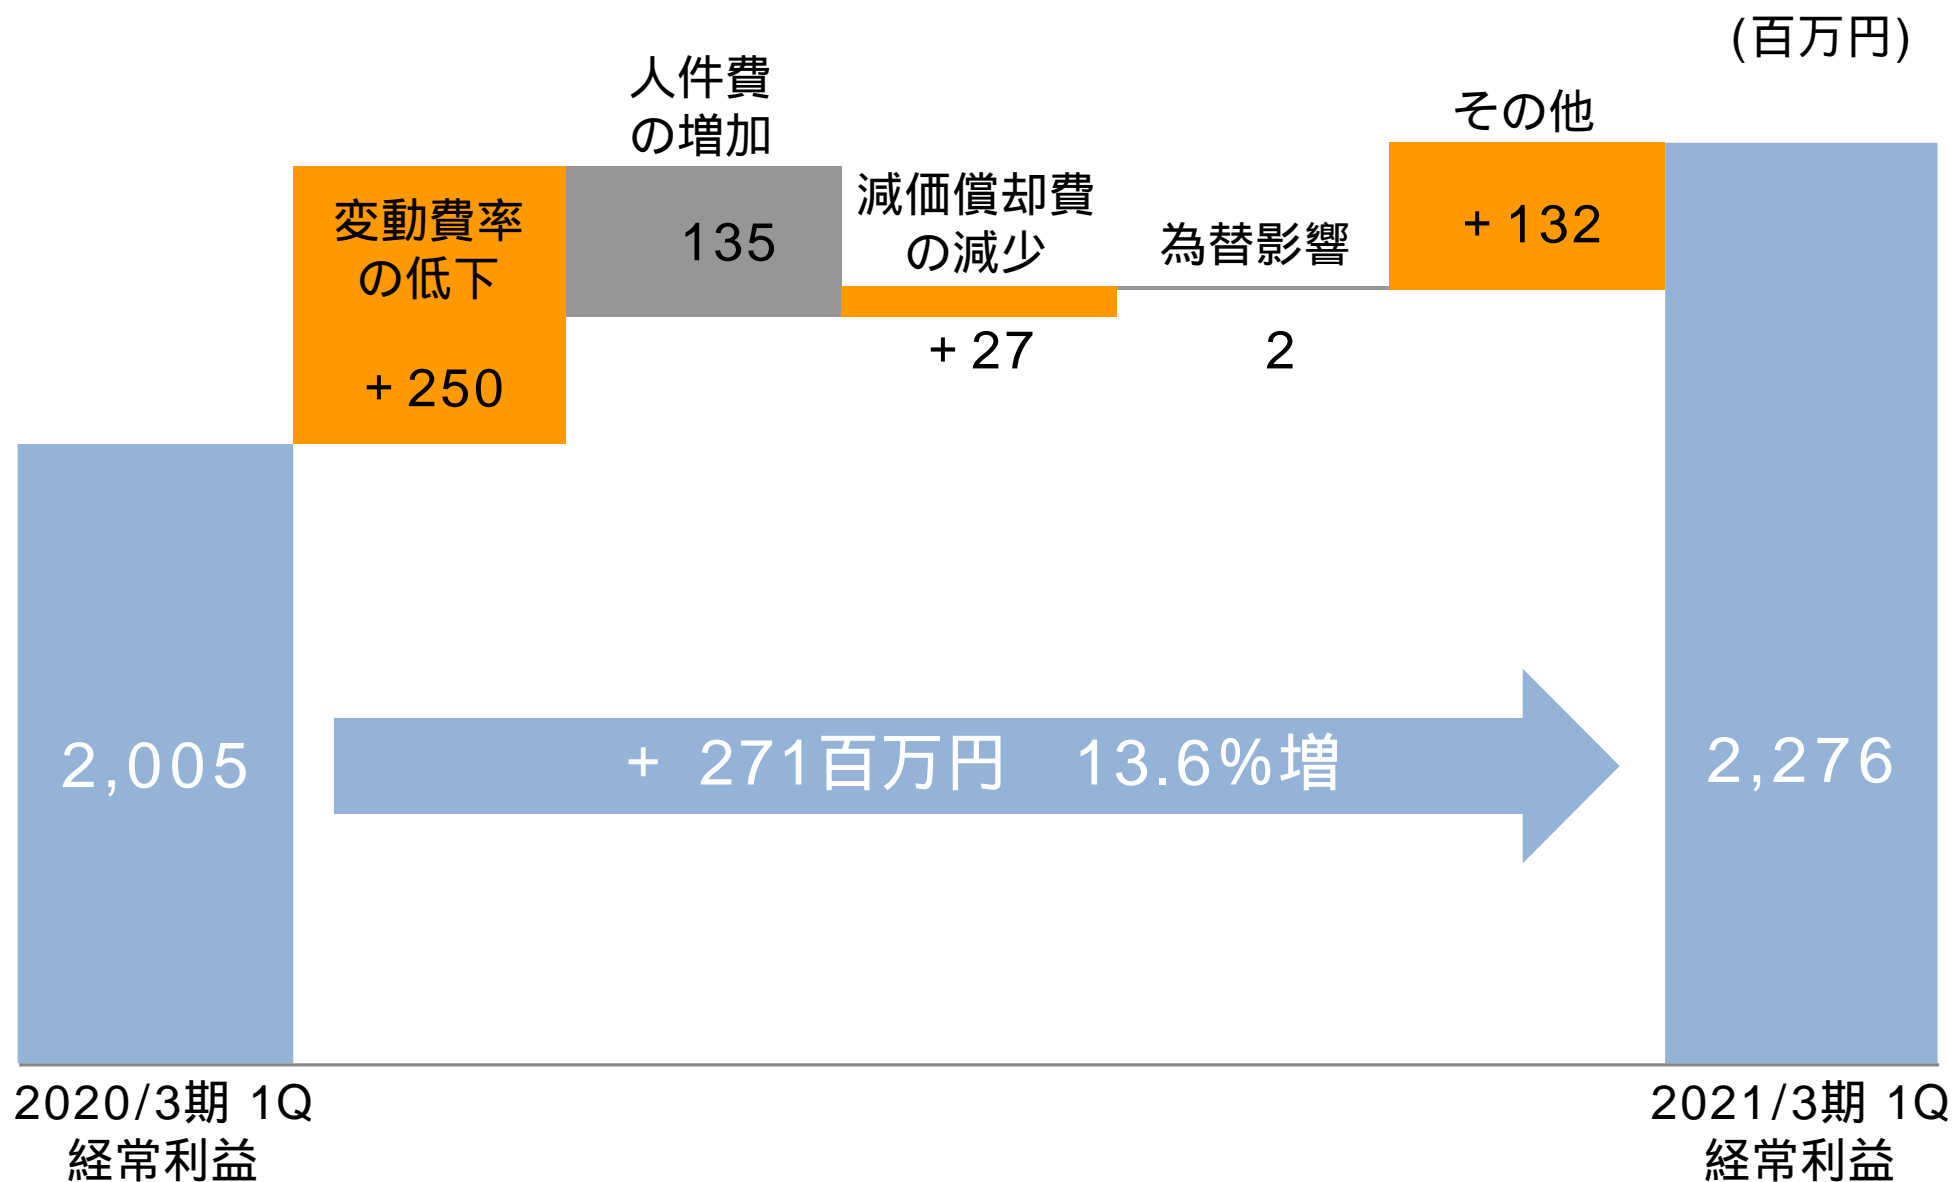 (百万円)
人件費
の増加
その他
変動費率
の低下
+250
135
減価償却費
の減少
+27
為替影響
2
+132
2,005
+ 271百万円　13.6%増
2,276
2020/3期 1Q
経常利益
2021/3期 1Q
経常利益